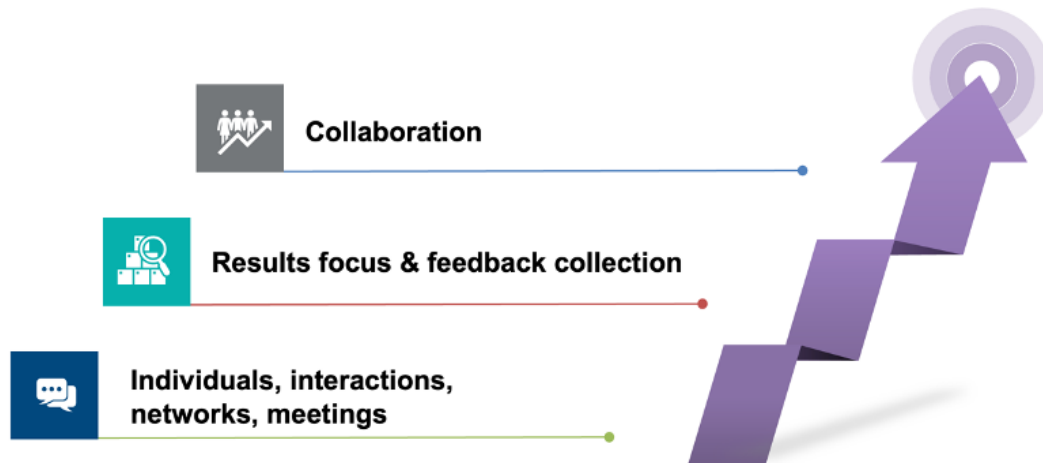 Collaboration
Results focus & feedback collection
Individuals, interactions,
networks, meetings